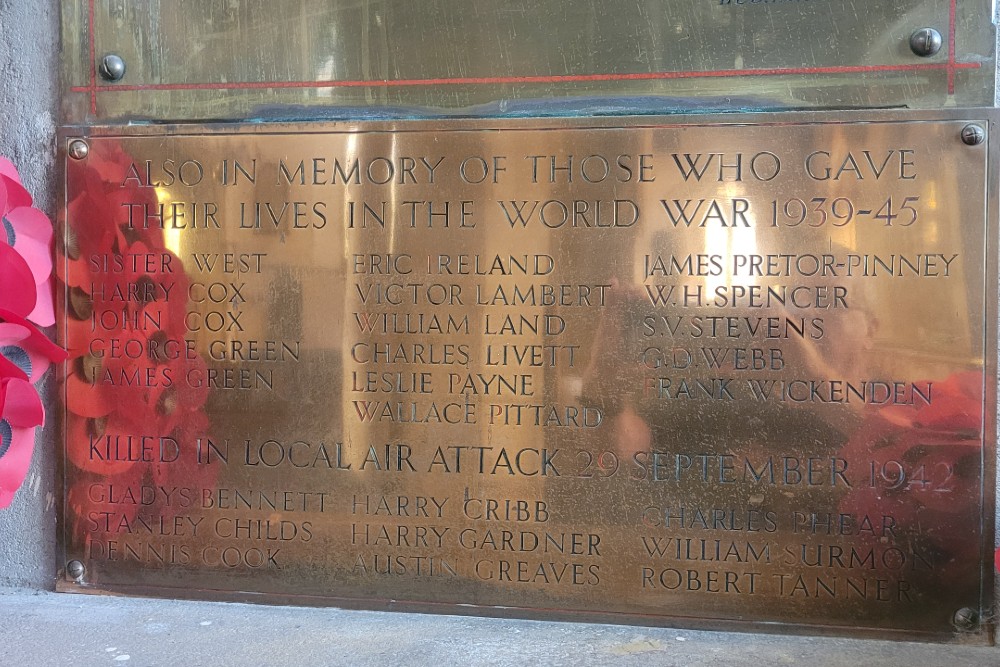 ALSO IN MEMORY OF THOSE WHO GAVE
THEIR LIVES IN THE WORLD WAR 1939-45
SISTER WEST
HARRY COX
JOHN COX
GEORGE GREEN
JAMES GREEN
ERIC IRELAND
VICTOR LAMBERT
WILLIAM LAND
CHARLES LIVETT
LESLIE PAYNE
WALLACE PITTARD
JAMES PRETOR-PINNEY
W.H.SPENCER
S.V.STEVENS
G.D.WEBB
FRANK WICKENDEN
KILLED IN LOCAL AIR ATTACK 29 SEPTEMBER 1942
GLADYS BENNETT
STANLEY CHILDS
DENNIS COOK
HARRY CRIBB
HARRY GARDNER
AUSTIN GREAVES
CHARLES PHEAR
WILLIAM SURMON
ROBERT TANNER